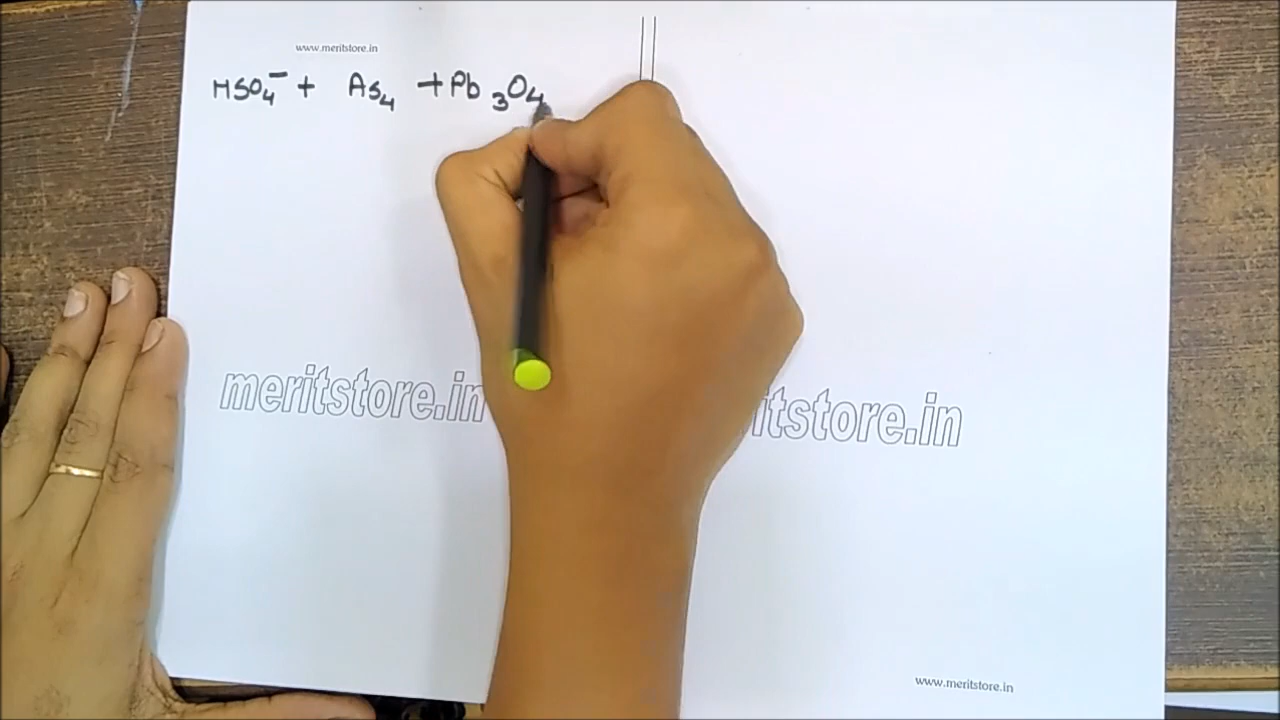 www.meritstore.in
HSO₄⁻ + As₄ + Pb₃O₄
meritstore.in
itstore.in
www.meritstore.in